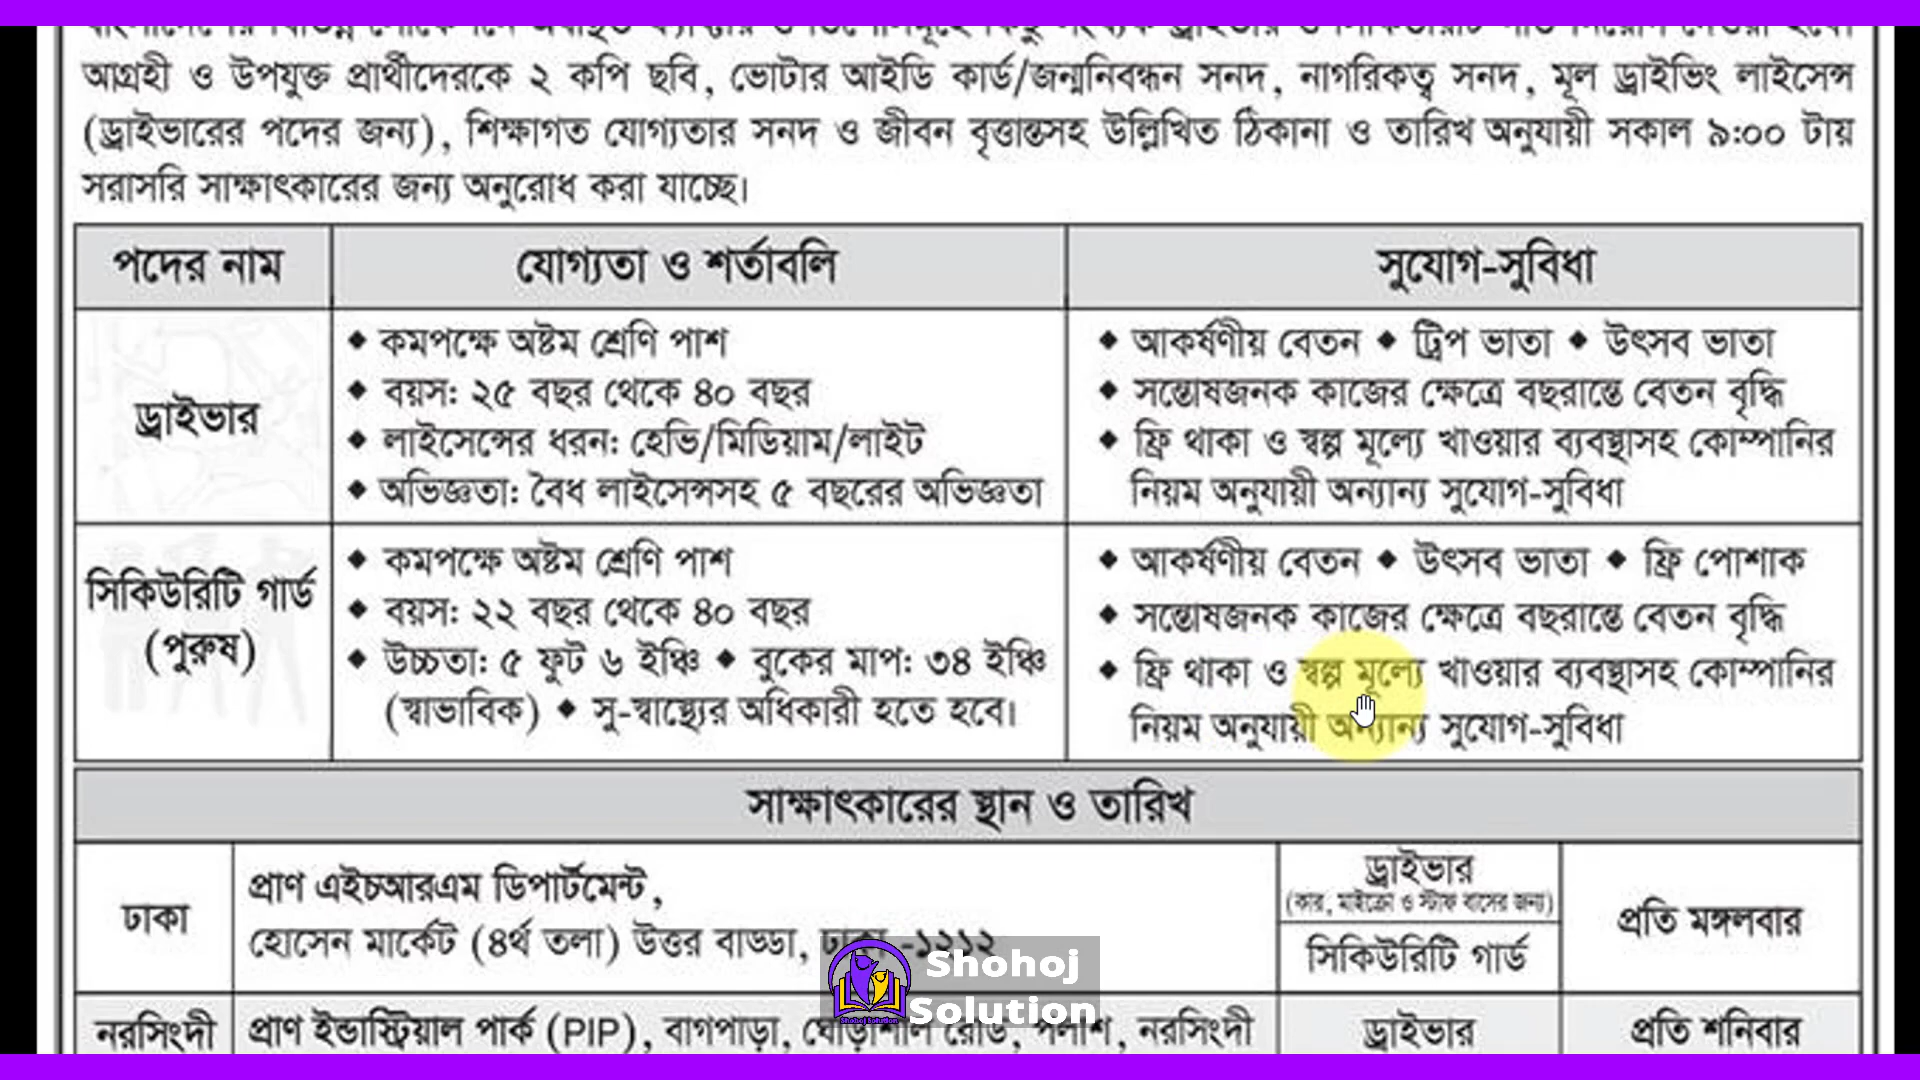 আগ্রহী ও উপযুক্ত প্রার্থীদেরকে ২ কপি ছবি, ভোটার আইডি কার্ড/জন্মনিবন্ধন সনদ, নাগরিকত্ব সনদ, মূল ড্রাইভিং লাইসেন্স
(ড্রাইভারের পদের জন্য), শিক্ষাগত যোগ্যতার সনদ ও জীবন বৃত্তান্তসহ উল্লিখিত ঠিকানা ও তারিখ অনুযায়ী সকাল ৯:০০ টায়
সরাসরি সাক্ষাৎকারের জন্য অনুরোধ করা যাচ্ছে।
পদের নাম
যোগ্যতা ও শর্তাবলি
সুযোগ-সুবিধা
ড্রাইভার
◆ কমপক্ষে অষ্টম শ্রেণি পাশ
◆ বয়স: ২৫ বছর থেকে ৪০ বছর
◆ লাইসেন্সের ধরন: হেভি/মিডিয়াম/লাইট
◆ অভিজ্ঞতা: বৈধ লাইসেন্সসহ ৫ বছরের অভিজ্ঞতা
◆ আকর্ষণীয় বেতন ◆ ট্রিপ ভাতা ◆ উৎসব ভাতা
◆ সন্তোষজনক কাজের ক্ষেত্রে বছরান্তে বেতন বৃদ্ধি
◆ ফ্রি থাকা ও স্বল্প মূল্যে খাওয়ার ব্যবস্থাসহ কোম্পানির
নিয়ম অনুযায়ী অন্যান্য সুযোগ-সুবিধা
সিকিউরিটি গার্ড
(পুরুষ)
◆ কমপক্ষে অষ্টম শ্রেণি পাশ
◆ বয়স: ২২ বছর থেকে ৪০ বছর
◆ উচ্চতা: ৫ ফুট ৬ ইঞ্চি ◆ বুকের মাপ: ৩৪ ইঞ্চি
(স্বাভাবিক) ◆ সু-স্বাস্থ্যের অধিকারী হতে হবে।
◆ আকর্ষণীয় বেতন ◆ উৎসব ভাতা ◆ ফ্রি পোশাক
◆ সন্তোষজনক কাজের ক্ষেত্রে বছরান্তে বেতন বৃদ্ধি
◆ ফ্রি থাকা ও স্বল্প মূল্যে খাওয়ার ব্যবস্থাসহ কোম্পানির
নিয়ম অনুযায়ী অন্যান্য সুযোগ-সুবিধা
সাক্ষাৎকারের স্থান ও তারিখ
ঢাকা
প্রাণ এইচআরএম ডিপার্টমেন্ট,
হোসেন মার্কেট (৪র্থ তলা) উত্তর বাড্ডা, ঢাকা -১২১২
ড্রাইভার
(কার, মাইক্রো ও স্টাফ বাসের জন্য)
সিকিউরিটি গার্ড
প্রতি মঙ্গলবার
নরসিংদী
প্রাণ ইন্ডাস্ট্রিয়াল পার্ক (PIP), বাগপাড়া, ঘোড়াশাল রোড, পলাশ, নরসিংদী
ড্রাইভার
প্রতি শনিবার
Shohoj
Solution
Shohoj Solution